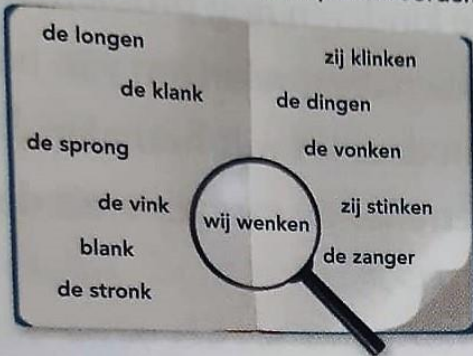 de longen
zij klinken
de klank
de dingen
de sprong
de vonken
de vink
zij stinken
wij wenken
blank
de zanger
de stronk